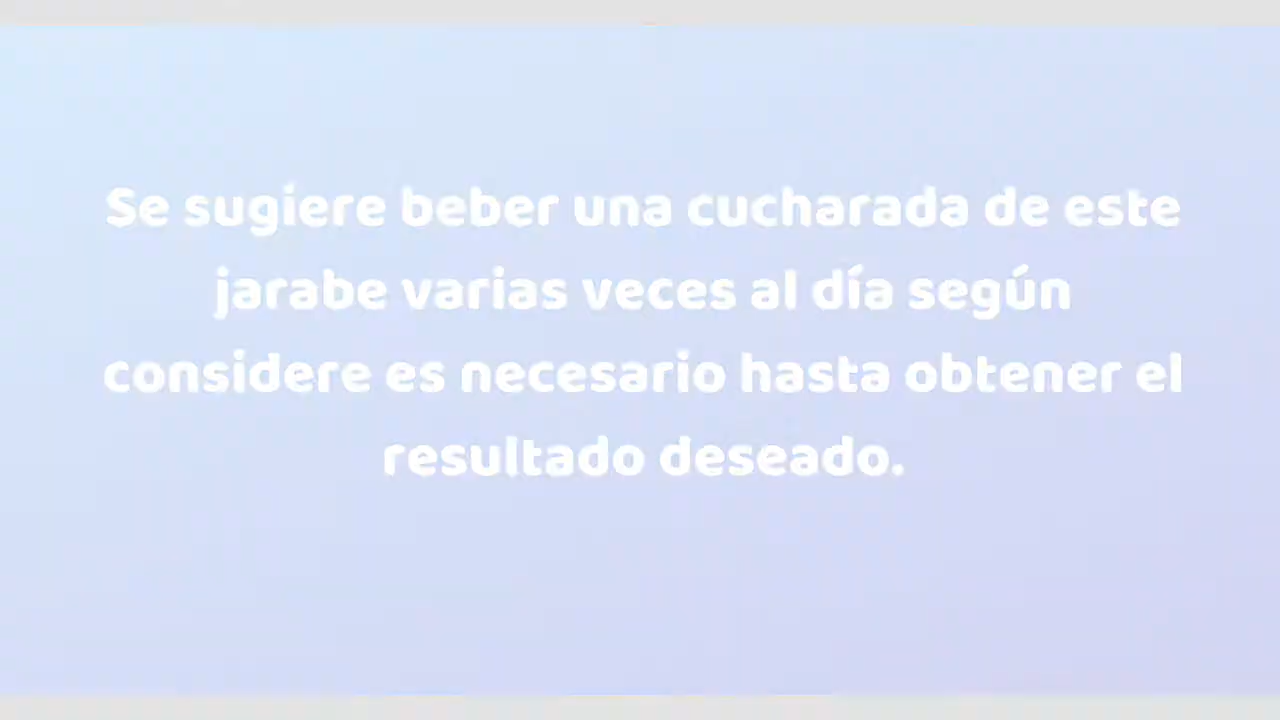 Se sugiere beber una cucharada de este
jarabe varias veces al día según
considere es necesario hasta obtener el
resultado deseado.